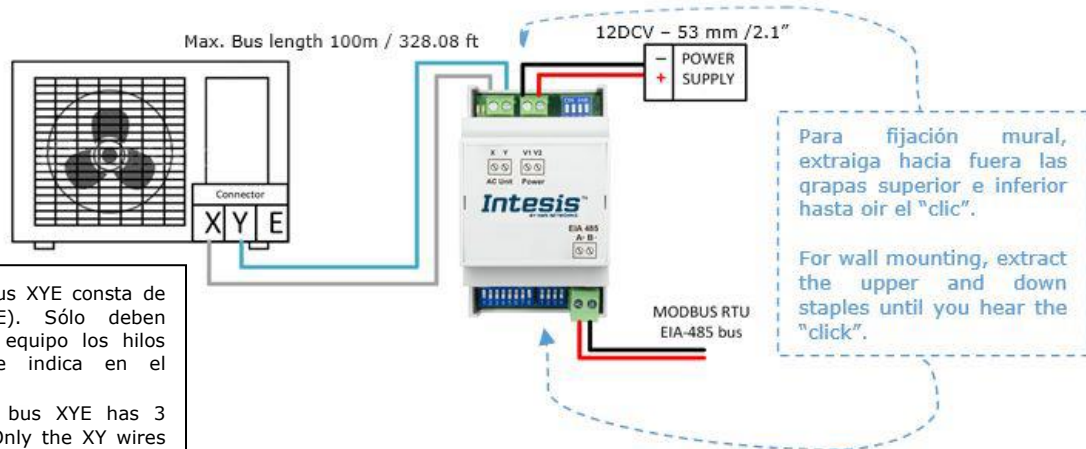 Max. Bus length 100m / 328.08 ft
12DCV – 53 mm /2.1”
– POWER
+ SUPPLY
X Y V1 V2
AC Unit Power
Intesis™
EIA 485
A- B-
Connector
X Y E
MODBUS RTU
EIA-485 bus
Para fijación mural,
extraiga hacia fuera las
grapas superior e inferior
hasta oir el “clic”.
For wall mounting, extract
the upper and down
staples until you hear the
“click”.
us XYE consta de
E). Sólo deben
equipo los hilos
e indica en el
bus XYE has 3
Only the XY wires